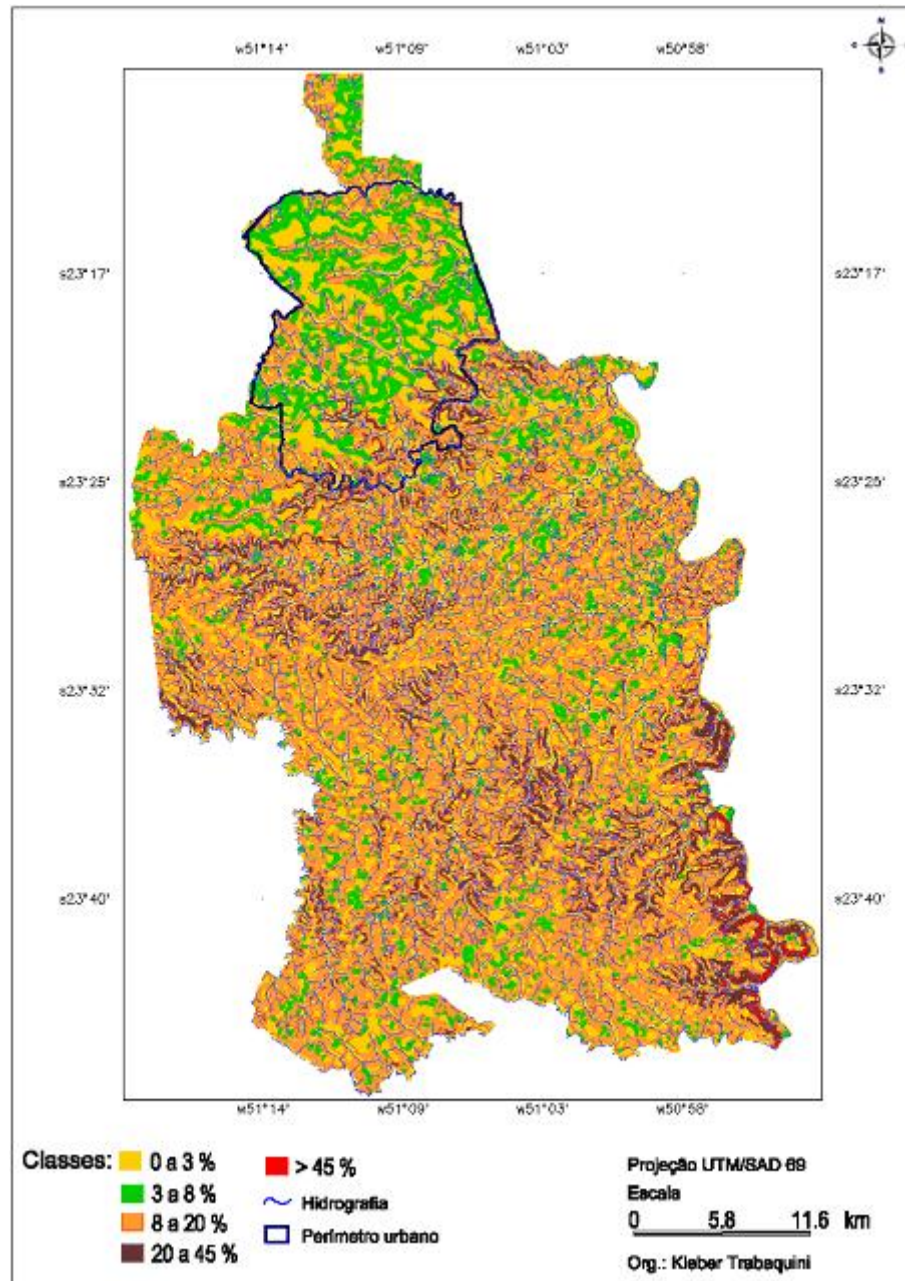 N
w51°14' w51°09' w51°03' w50°58'
s23°17' s23°17'
s23°25' s23°25'
s23°32' s23°32'
s23°40' s23°40'
w51°14' w51°09' w51°03' w50°58'
Classes:
0 a 3 %
3 a 8 %
8 a 20 %
20 a 45 %
> 45 %
Hidrografia
Perímetro urbano
Projeção UTM/SAD 69
Escala
0 5.8 11.6 km
Org.: Kleber Trabaquini